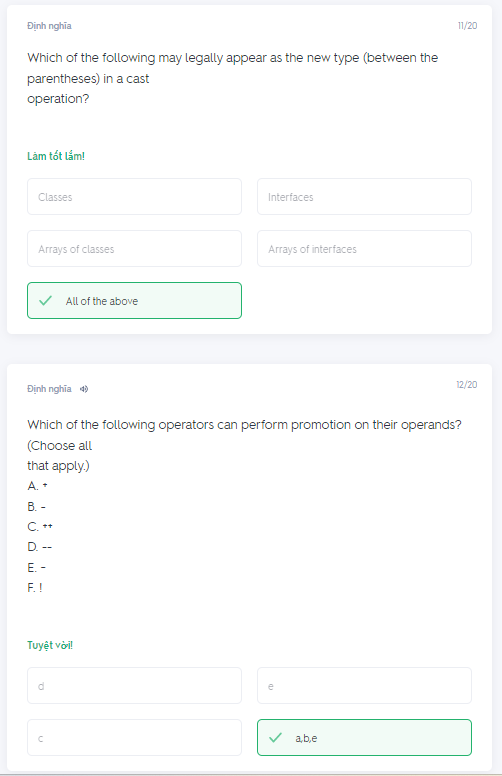 Định nghĩa 11/20
Which of the following may legally appear as the new type (between the
parentheses) in a cast
operation?
Làm tốt lắm!
Classes Interfaces
Arrays of classes Arrays of interfaces
All of the above
Định nghĩa 12/20
Which of the following operators can perform promotion on their operands?
(Choose all
that apply.)
A. +
B. -
C. ++
D. --
E. ~
F. !
Tuyệt vời!
d e
c a,b,e